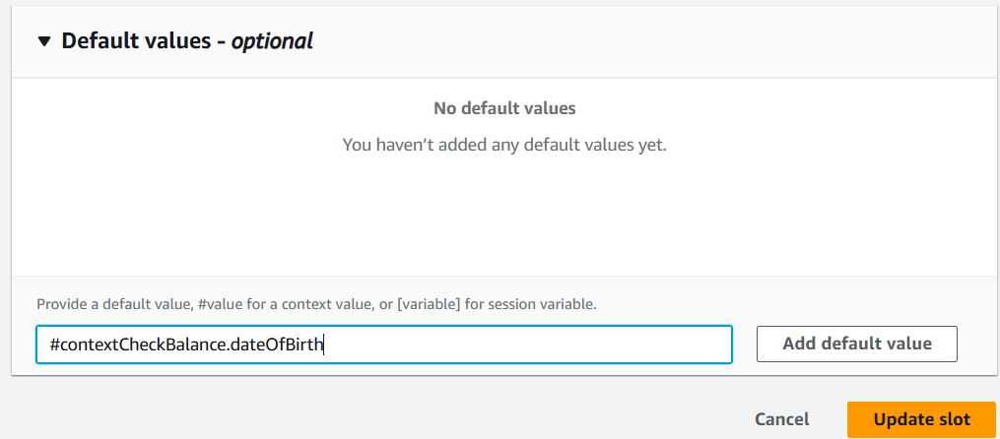 Default values - optional
No default values
You haven’t added any default values yet.
Provide a default value, #value for a context value, or [variable] for session variable.
#contextCheckBalance.dateOfBirth
Add default value
Cancel
Update slot